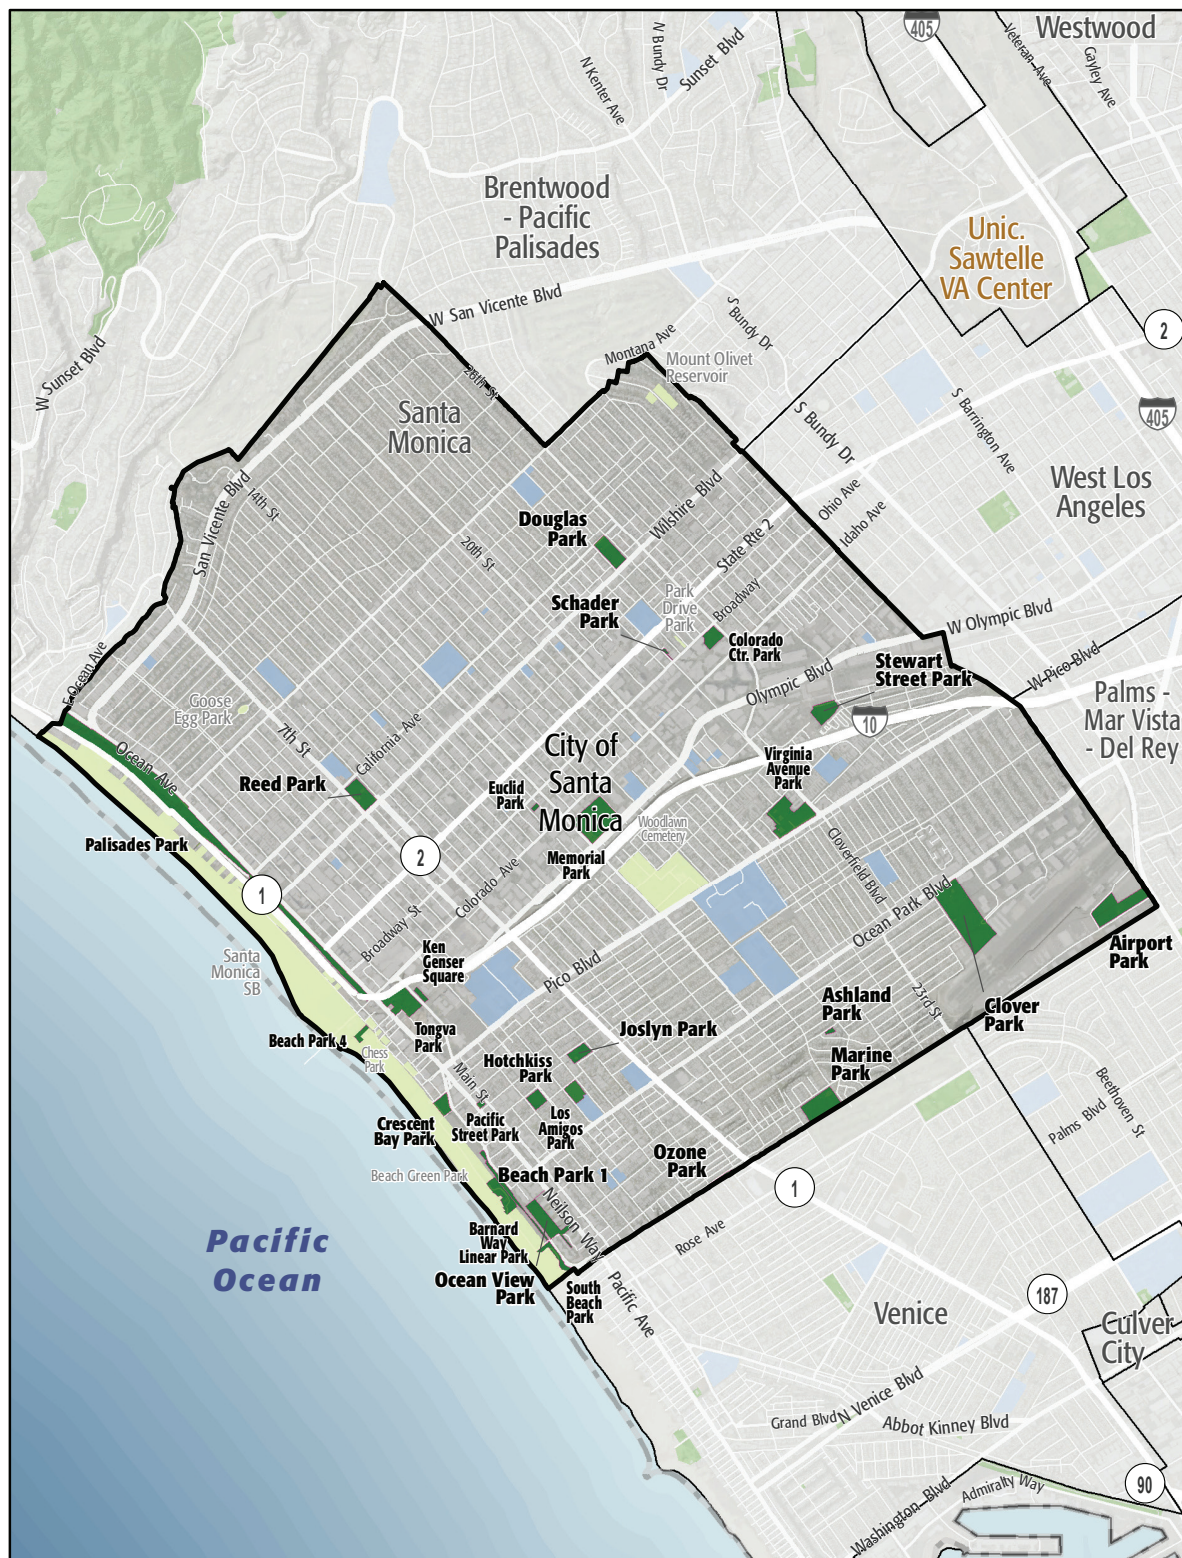 405
Westwood
Veteran Ave
Gayley Ave
N Bundy Dr
Sunset Blvd
N Kenter Ave
Brentwood
- Pacific
Palisades
Unic.
Sawtelle
VA Center
2
W San Vicente Blvd
S Bundy Dr
Montana Ave
Mount Olivet
Reservoir
W Sunset Blvd
26th St
Santa
Monica
S Bundy Dr
S Barrington Ave
405
West Los
Angeles
Ohio Ave
Idaho Ave
San Vicente Blvd
14th St
20th St
Douglas
Park
Wilshire Blvd
State Rte 2
Schader
Park
Park
Drive
Park
Broadway
Colorado
Ctr. Park
W Olympic Blvd
Stewart
Street Park
W Pico Blvd
Olympic Blvd
10
Palms -
Mar Vista
- Del Rey
E Ocean Ave
Goose
Egg Park
7th St
California Ave
Ocean Ave
City of
Santa
Monica
Virginia
Avenue
Park
Reed Park
Euclid
Park
Woodlawn
Cemetery
Palisades Park
2
Memorial
Park
Cloverfield Blvd
1
Colorado Ave
Broadway St
Ocean Park Blvd
Santa
Monica
SB
Ken
Genser
Square
Pico Blvd
Airport
Park
23rd St
Ashland
Park
Clover
Park
Tongva
Park
Joslyn Park
Beach Park 4
Chess
Park
Hotchkiss
Park
Marine
Park
Main St
Beethoven St
Palms Blvd
Crescent
Bay Park
Pacific
Street Park
Los
Amigos
Park
Ozone
Park
Beach Green Park
Beach Park 1
1
Neilson Way
Rose Ave
Barnard
Way
Linear Park
Ocean View
Park
South
Beach
Park
Pacific
Ocean
Pacific Ave
187
Venice
Culver
City
N Venice Blvd
Grand Blvd
Abbot Kinney Blvd
Washington Blvd
Admiralty Way
90